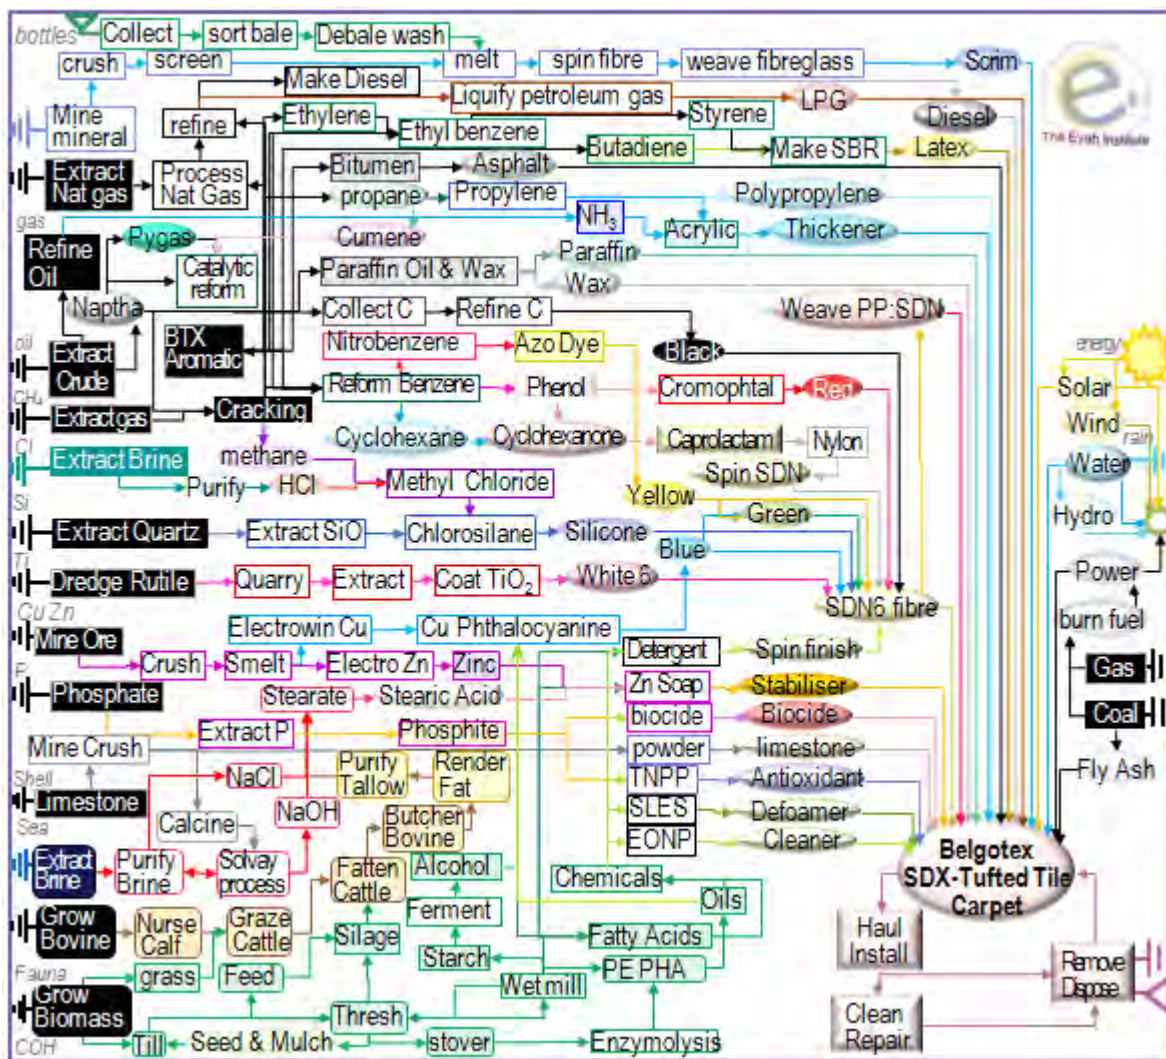 bottles
Collect
sort bale
Debale wash
crush
screen
melt
spin fibre
weave fibreglass
Scrim
Make Diesel
Liquify petroleum gas
LPG
Diesel
The Evah Institute
Mine
mineral
refine
Ethylene
Ethyl benzene
Styrene
Butadiene
Make SBR
Latex
Extract
Nat gas
Process
Nat Gas
Bitumen
Asphalt
propane
Propylene
Polypropylene
gas
NH3
Acrylic
Thickener
Refine
Oil
Pygas
Cumene
Catalytic
reform
Paraffin Oil & Wax
Paraffin
Wax
Naptha
Collect C
Refine C
Weave PP:SDN
oil
Extract
Crude
BTX
Aromatic
Nitrobenzene
Azo Dye
Black
energy
Solar
Reform Benzene
Phenol
Cromophtal
Red
CH4
Extract gas
Cracking
Wind
Cyclohexane
Cyclohexanone
Caprolactam
Nylon
rain
Water
Cl
Extract Brine
methane
Purify
HCl
Methyl Chloride
Spin SDN
Yellow
Green
Hydro
Si
Extract Quartz
Extract SiO
Chlorosilane
Silicone
Blue
Ti
Dredge Rutile
Quarry
Extract
Coat TiO2
White 6
SDN6 fibre
Power
burn fuel
Cu Zn
Mine Ore
Electrowin Cu
Cu Phthalocyanine
Crush
Smelt
Electro Zn
Zinc
Detergent
Spin finish
Gas
P
Phosphate
Stearate
Stearic Acid
Zn Soap
Stabiliser
Coal
Extract P
Phosphite
biocide
Biocide
Mine Crush
powder
limestone
Fly Ash
Shell
Limestone
NaCl
Purify
Tallow
Render
Fat
TNPP
Antioxidant
Calcine
NaOH
Butcher
Bovine
SLES
Defoamer
EONP
Cleaner
Sea
Extract
Brine
Purify
Brine
Solvay
process
Fatten
Cattle
Alcohol
Chemicals
Oils
Belgotex
SDX-Tufted Tile
Carpet
Grow
Bovine
Nurse
Calf
Graze
Cattle
Silage
Ferment
Fatty Acids
Haul
Install
Fauna
grass
Feed
Starch
Wet mill
PE PHA
Remove
Dispose
Grow
Biomass
Thresh
Clean
Repair
COH
Till
Seed & Mulch
stover
Enzymolysis